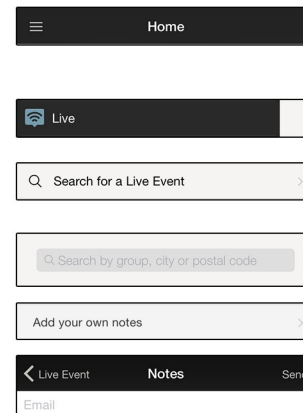 Home
Live
Search for a Live Event
Search by group, city or postal code
Add your own notes
Live Event Notes Send
Email